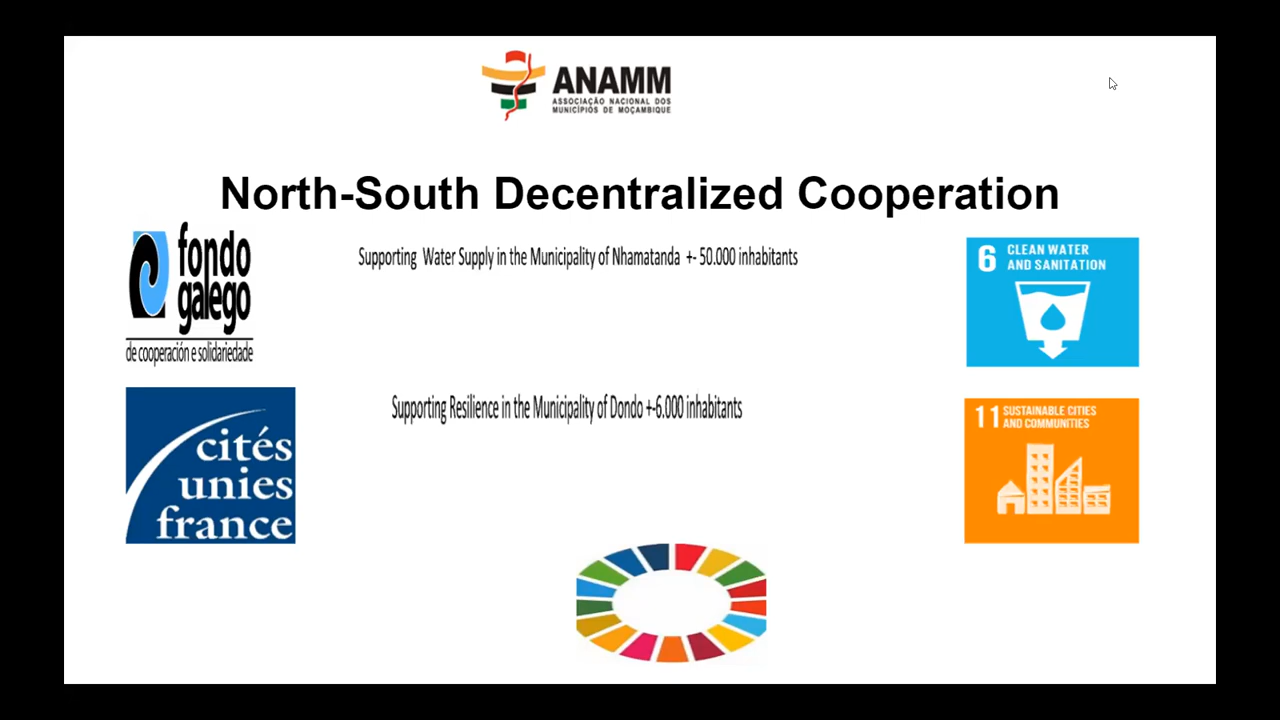 ANAMM
ASSOCIAÇÃO NACIONAL DOS
MUNICÍPIOS DE MOÇAMBIQUE
North-South Decentralized Cooperation
fondo
galego
de cooperación e solidariedade
Supporting Water Supply in the Municipality of Nhamatanda +- 50.000 inhabitants
6 CLEAN WATER
AND SANITATION
cités
unies
france
Supporting Resilience in the Municipality of Dondo +-6.000 inhabitants
11 SUSTAINABLE CITIES
AND COMMUNITIES